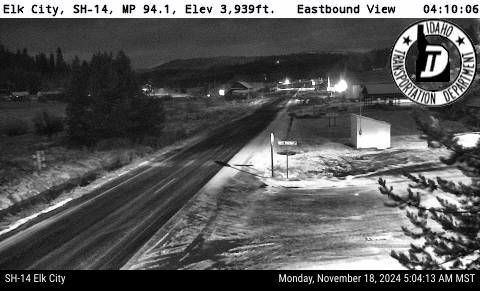 Elk City, SH-14, MP 94.1, Elev 3,939ft. Eastbound View 04:10:06
IDAHO
TRANSPORTATION DEPARTMENT
SH-14 Elk City
Monday, November 18, 2024 5:04:13 AM MST